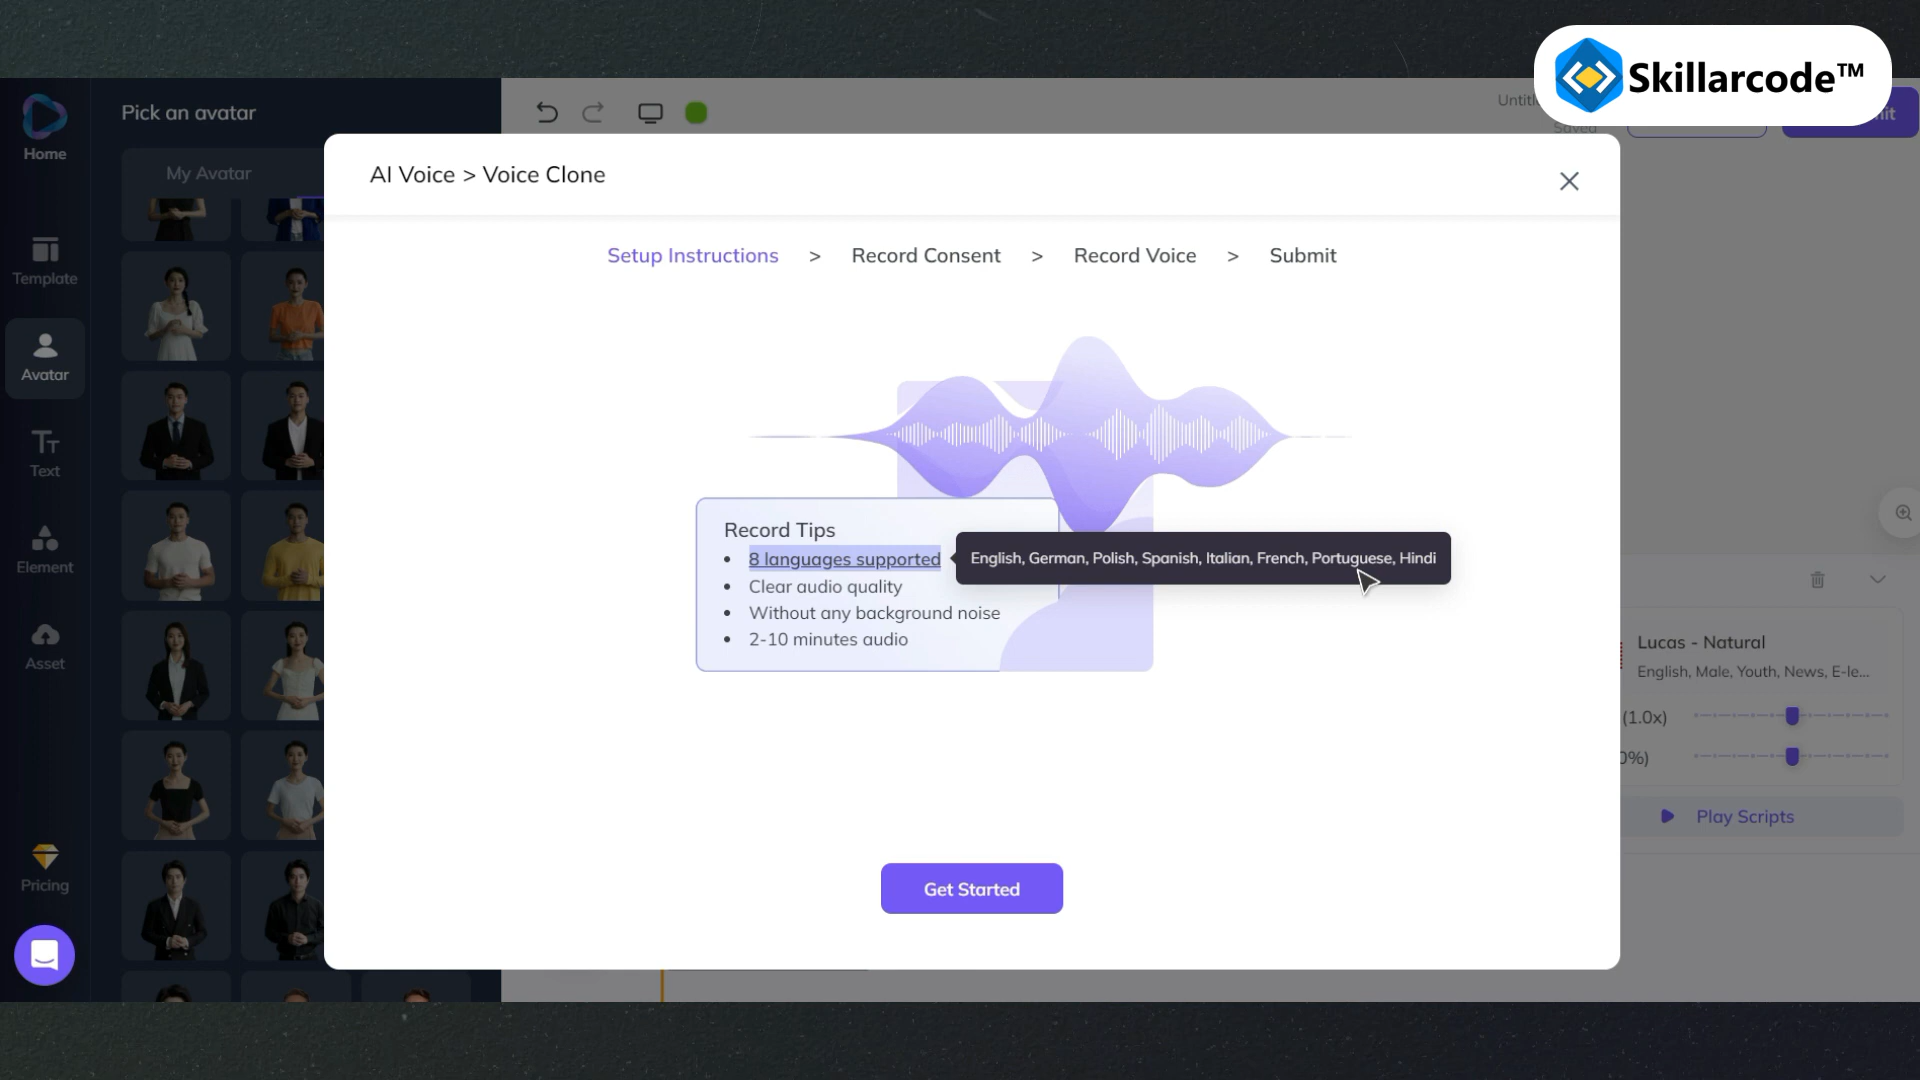 Skillarcode™
Home
Template
Avatar
Text
Element
Asset
Pricing
Pick an avatar
My Avatar
Saved
AI Voice > Voice Clone
Setup Instructions > Record Consent > Record Voice > Submit
Record Tips
8 languages supported
English, German, Polish, Spanish, Italian, French, Portuguese, Hindi
Clear audio quality
Without any background noise
2-10 minutes audio
Get Started
Lucas - Natural
English, Male, Youth, News, E-le...
(1.0x)
0%)
Play Scripts